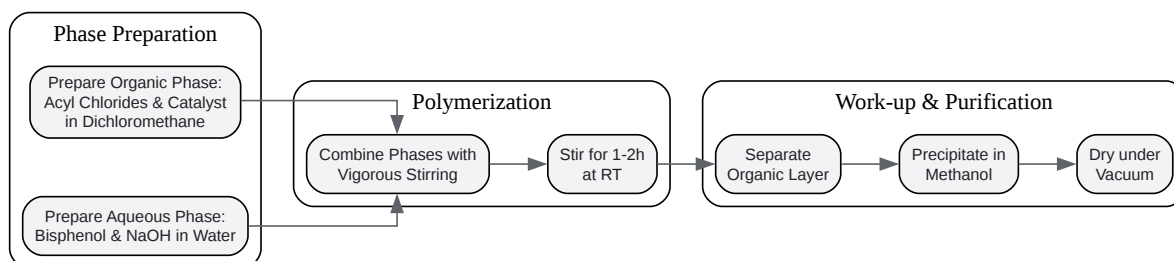 Phase Preparation
Prepare Organic Phase:
Acyl Chlorides & Catalyst
in Dichloromethane
Prepare Aqueous Phase:
Bisphenol & NaOH in Water
Polymerization
Combine Phases with
Vigorous Stirring
Stir for 1-2h
at RT
Work-up & Purification
Separate
Organic Layer
Precipitate in
Methanol
Dry under
Vacuum